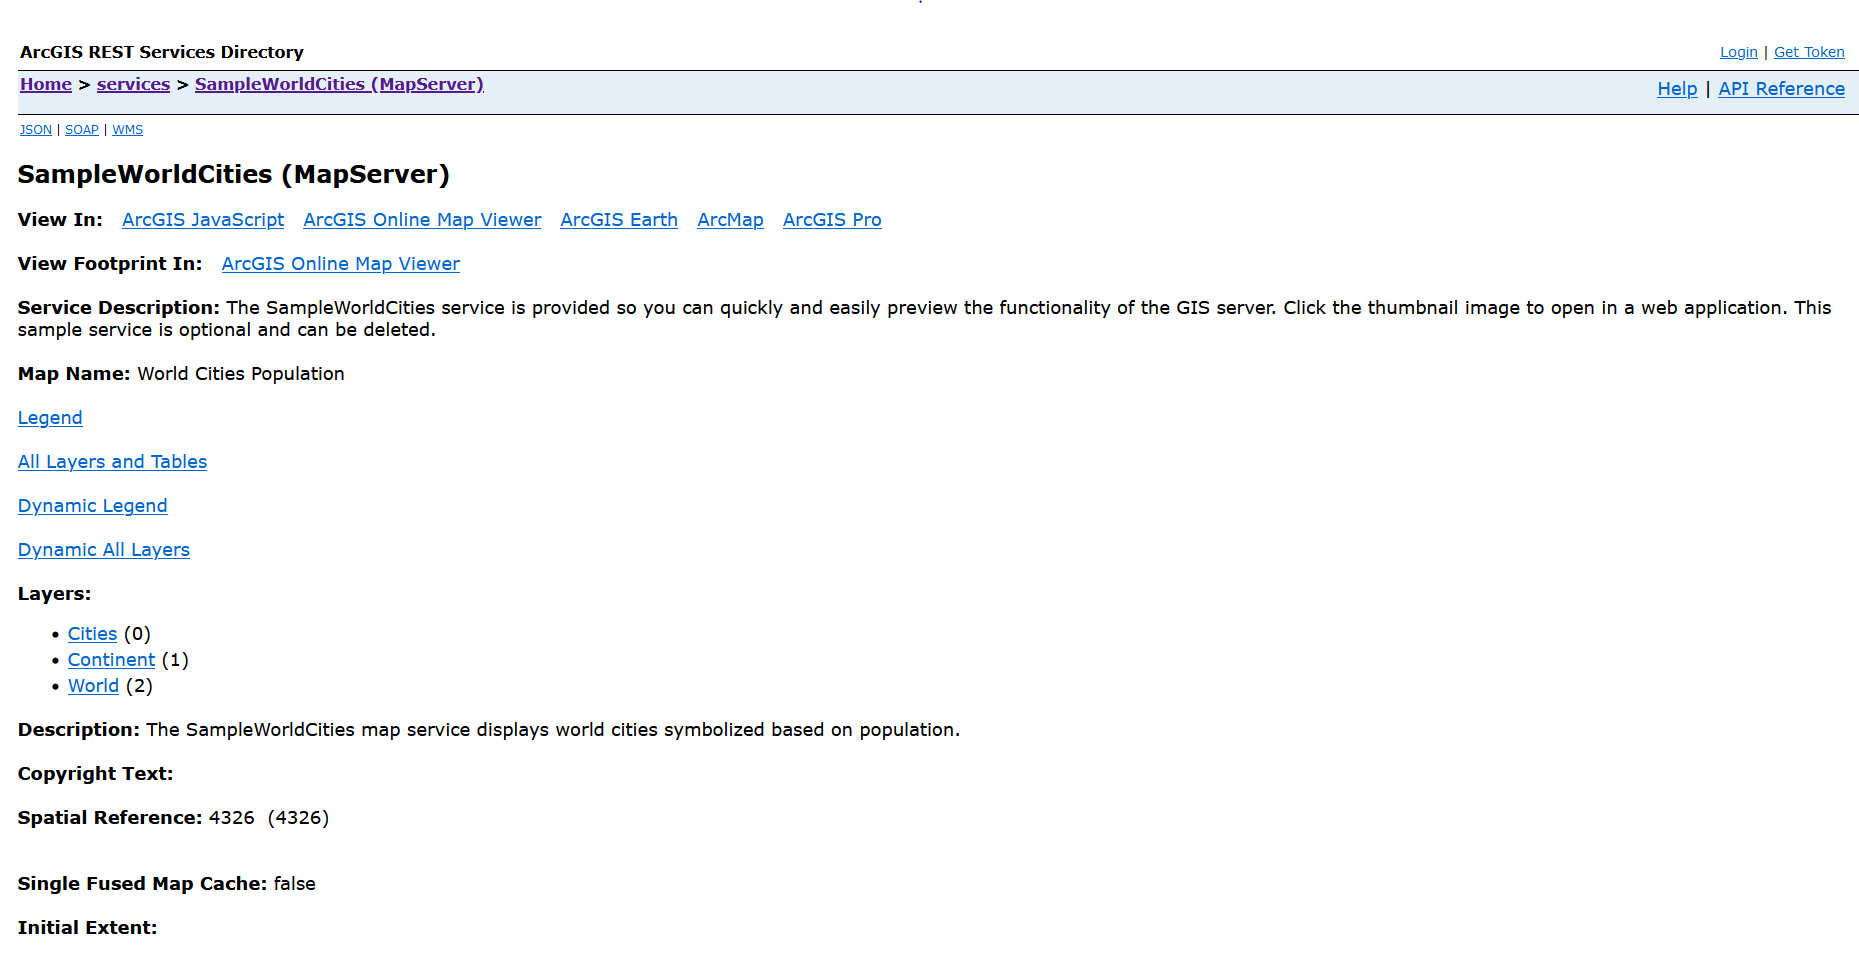 ArcGIS REST Services Directory
Login | Get Token
Home > services > SampleWorldCities (MapServer)
Help | API Reference
JSON | SOAP | WMS
SampleWorldCities (MapServer)
View In: ArcGIS JavaScript ArcGIS Online Map Viewer ArcGIS Earth ArcMap ArcGIS Pro
View Footprint In: ArcGIS Online Map Viewer
Service Description: The SampleWorldCities service is provided so you can quickly and easily preview the functionality of the GIS server. Click the thumbnail image to open in a web application. This
sample service is optional and can be deleted.
Map Name: World Cities Population
Legend
All Layers and Tables
Dynamic Legend
Dynamic All Layers
Layers:
• Cities (0)
• Continent (1)
• World (2)
Description: The SampleWorldCities map service displays world cities symbolized based on population.
Copyright Text:
Spatial Reference: 4326 (4326)
Single Fused Map Cache: false
Initial Extent: